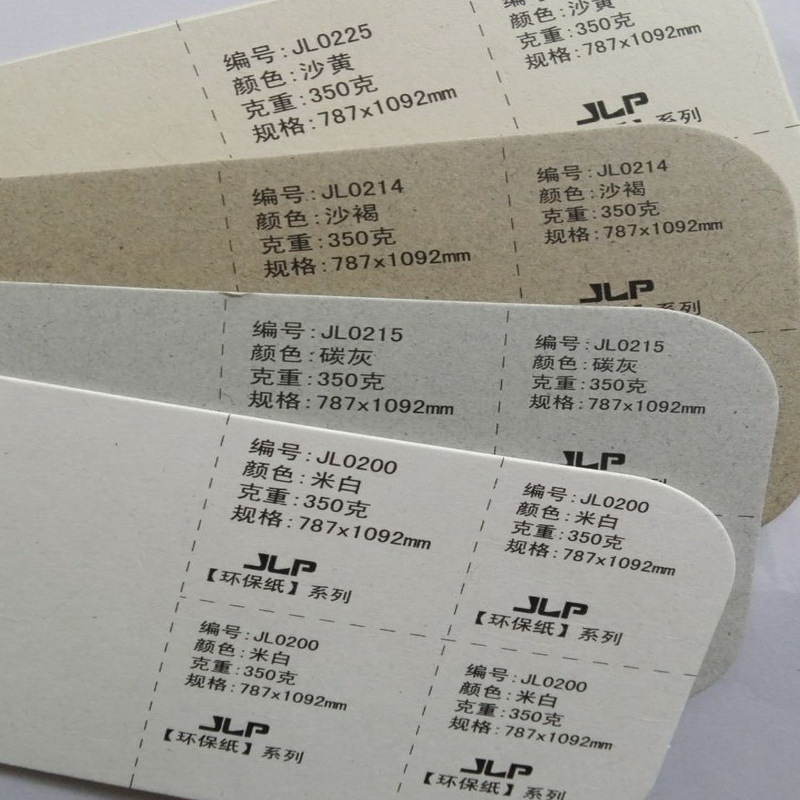 编号:JL0225
颜色:沙黄
克重:350克
规格:787x1092mm
颜色:沙黄
克重:350克
规格:787x1092mm
JLP
系列
编号:JL0214
颜色:沙褐
克重:350克
规格:787x1092mm
编号:JL0214
颜色:沙褐
克重:350克
规格:787x1092mm
JLP
系列
编号:JL0215
颜色:碳灰
克重:350克
规格:787x1092mm
编号:JL0215
颜色:碳灰
克重:350克
规格:787x1092mm
JLP
编号:JL0200
颜色:米白
克重:350克
规格:787x1092mm
JLP
【环保纸】系列
编号:JL0200
颜色:米白
克重:350克
规格:787x1092mm
JLP
【环保纸】系列
编号:JL0200
颜色:米白
克重:350克
规格:787x1092mm
JLP
【环保纸】系列
编号:JL0200
颜色:米白
克重:350克
规格:787x1092mm
JLP
【环保纸】系列